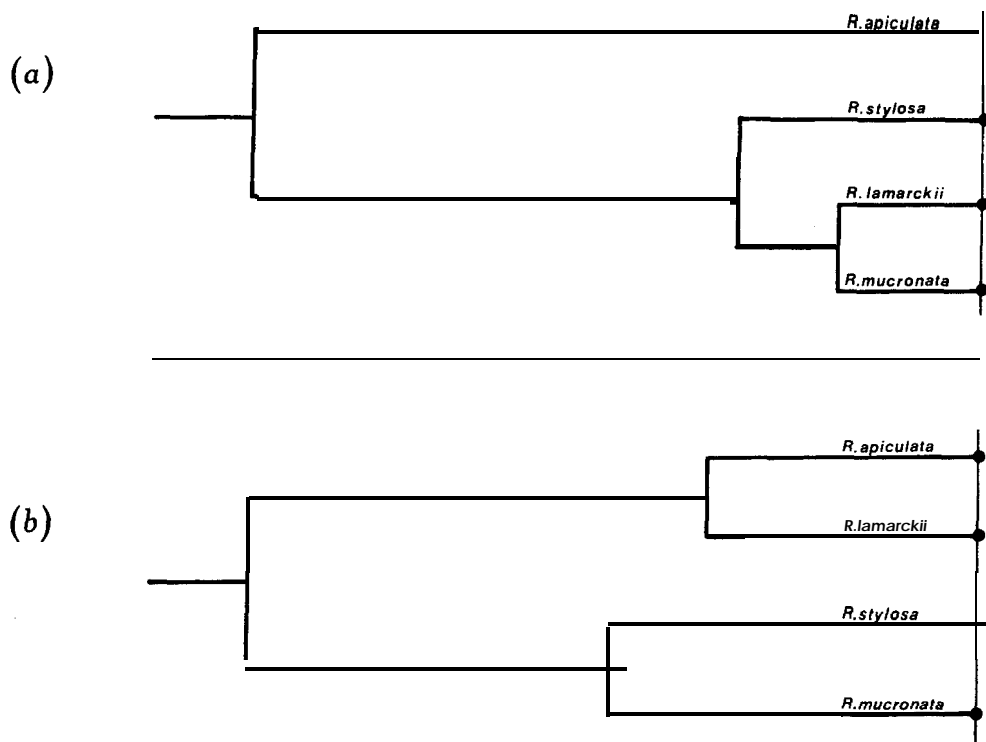 (a)
R.apiculata
R.stylosa
R.lamarckii
R.mucronata
(b)
R.apiculata
R.lamarckii
R.stylosa
R.mucronata